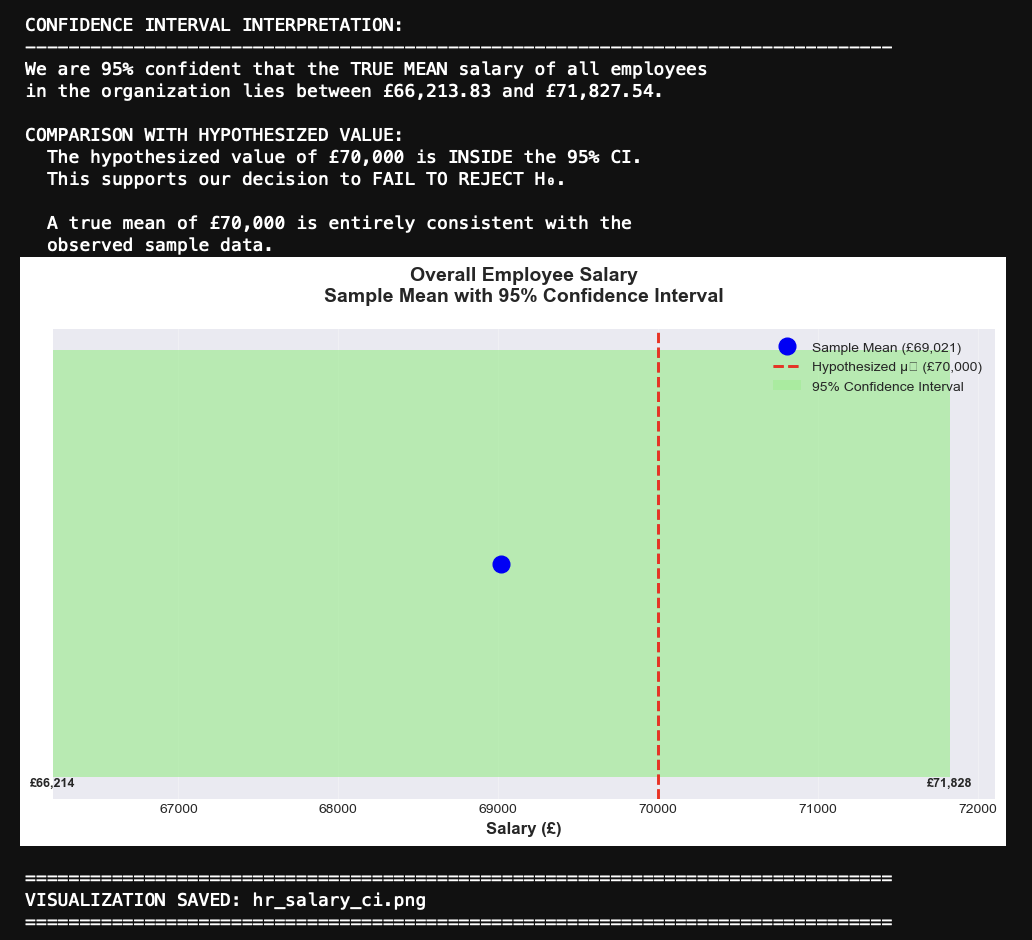 CONFIDENCE INTERVAL INTERPRETATION:
We are 95% confident that the TRUE MEAN salary of all employees
in the organization lies between £66,213.83 and £71,827.54.
COMPARISON WITH HYPOTHESIZED VALUE:
The hypothesized value of £70,000 is INSIDE the 95% CI.
This supports our decision to FAIL TO REJECT H₀.
A true mean of £70,000 is entirely consistent with the
observed sample data.
Overall Employee Salary
Sample Mean with 95% Confidence Interval
Sample Mean (£69,021)
Hypothesized μ▯ (£70,000)
95% Confidence Interval
£66,214
£71,828
67000 68000 69000 70000 71000 72000
Salary (£)
VISUALIZATION SAVED: hr_salary_ci.png